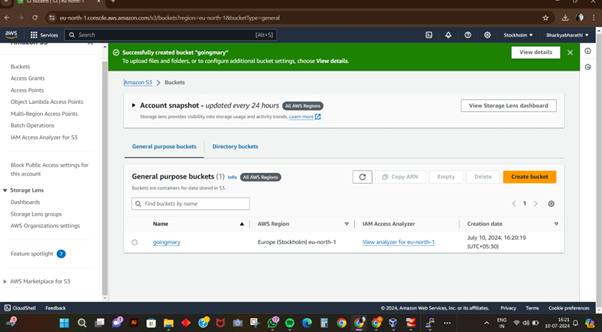 S3 buckets | S3 | eu-north-1
eu-north-1.console.aws.amazon.com/s3/buckets?region=eu-north-1&bucketType=general
aws
Services
Search
[Alt+S]
Stockholm
Bhackyabharathi
Amazon S3
Buckets
Access Grants
Access Points
Object Lambda Access Points
Multi-Region Access Points
Batch Operations
IAM Access Analyzer for S3
Block Public Access settings for
this account
Storage Lens
Dashboards
Storage Lens groups
AWS Organizations settings
Feature spotlight 7
AWS Marketplace for S3
Successfully created bucket "goingmary"
To upload files and folders, or to configure additional bucket settings, choose View details.
View details
Amazon S3 > Buckets
Account snapshot - updated every 24 hours All AWS Regions
Storage lens provides visibility into storage usage and activity trends. Learn more
View Storage Lens dashboard
General purpose buckets
Directory buckets
General purpose buckets (1) Info All AWS Regions
Buckets are containers for data stored in S3.
Copy ARN
Empty
Delete
Create bucket
Find buckets by name
1
Name
AWS Region
IAM Access Analyzer
Creation date
goingmary
Europe (Stockholm) eu-north-1
View analyzer for eu-north-1
July 10, 2024, 16:20:19
(UTC+05:30)
CloudShell
Feedback
© 2024, Amazon Web Services, Inc. or its affiliates.
Privacy
Terms
Cookie preferences
ENG
IN
16:21
10-07-2024